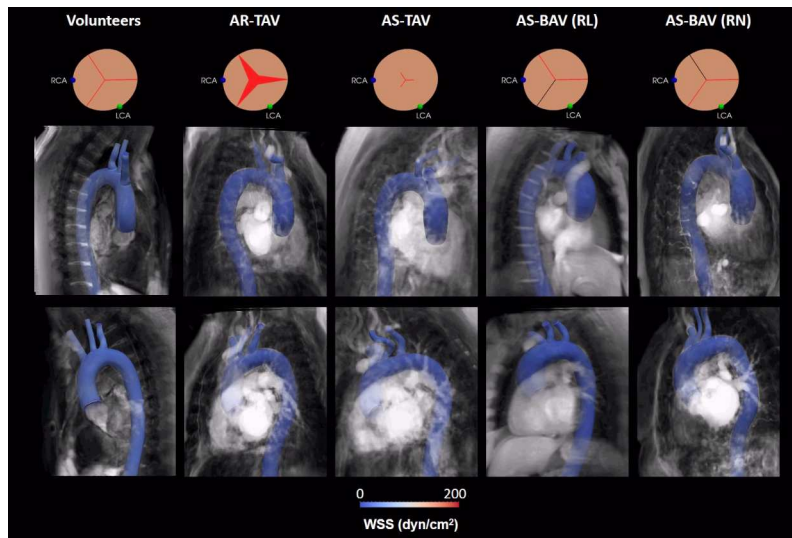 Volunteers AR-TAV AS-TAV AS-BAV (RL) AS-BAV (RN)
RCA RCA RCA RCA RCA
LCA LCA LCA LCA LCA
0 200
WSS (dyn/cm²)